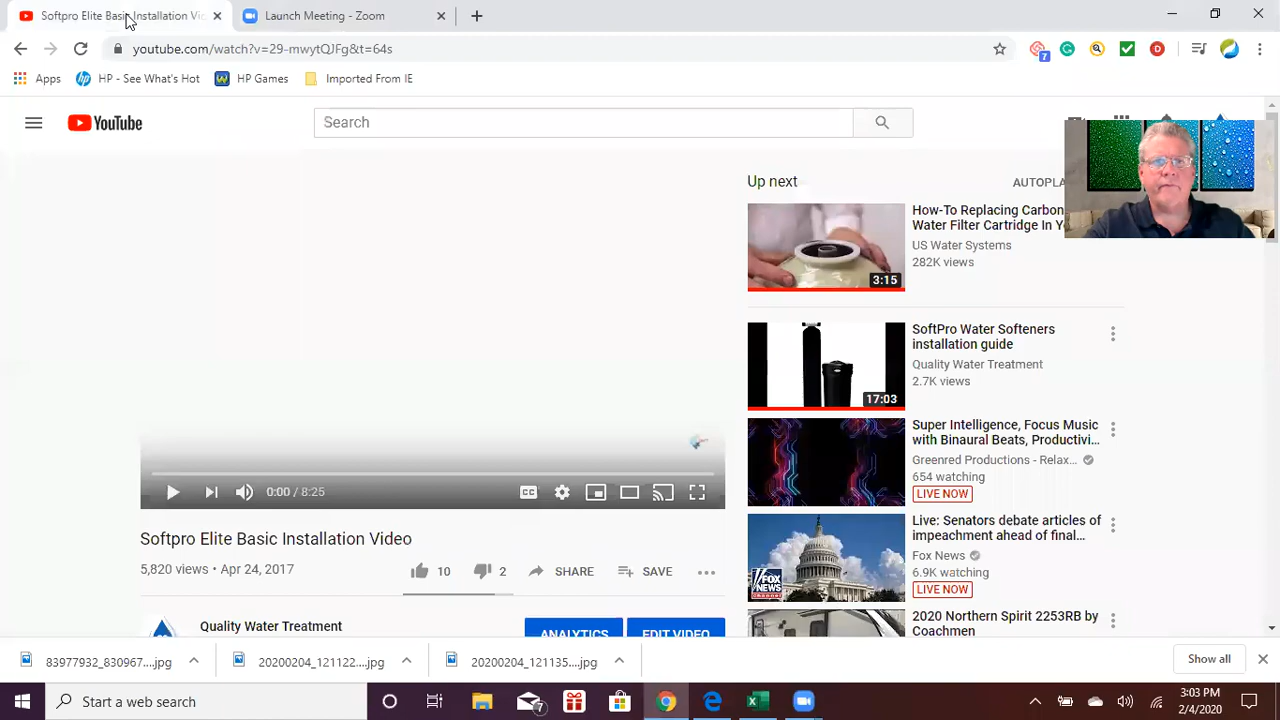 Softpro Elite Basic Installation Vi
Launch Meeting - Zoom
youtube.com/watch?v=29-mwytQJFg&t=64s
7
D
Apps
HP - See What's Hot
HP Games
Imported From IE
YouTube
Search
Up next
AUTOPLA
How-To Replacing Carbon
Water Filter Cartridge In Y
US Water Systems
282K views
3:15
SoftPro Water Softeners
installation guide
Quality Water Treatment
2.7K views
17:03
Super Intelligence, Focus Music
with Binaural Beats, Productivi...
Greenred Productions - Relax...
654 watching
LIVE NOW
Live: Senators debate articles of
impeachment ahead of final...
Fox News
6.9K watching
LIVE NOW
FOX
NEWS
channel
2020 Northern Spirit 2253RB by
Coachmen
CC
0:00 / 8:25
Softpro Elite Basic Installation Video
5,820 views • Apr 24, 2017
10
2
SHARE
SAVE
Quality Water Treatment
ANALYTICS
EDIT VIDEO
83977932_830967....jpg
20200204_121122....jpg
20200204_121135....jpg
Show all
Start a web search
7
3:03 PM
2/4/2020